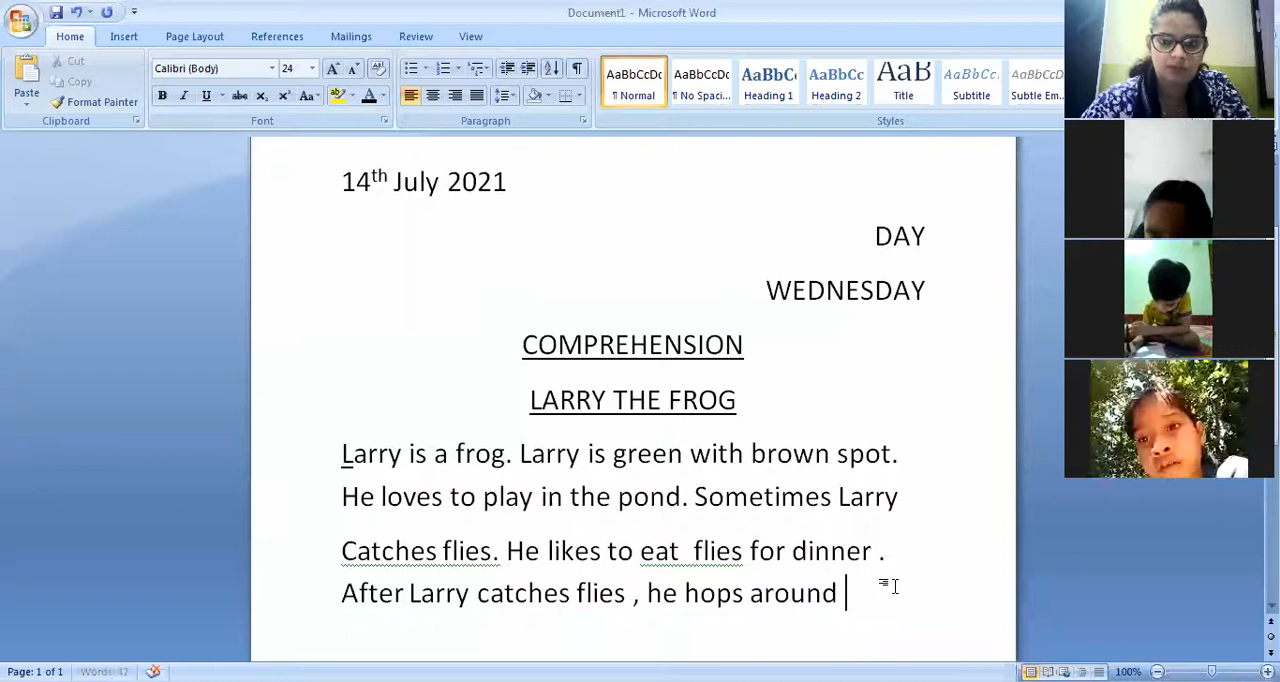 Document1 - Microsoft Word
Home Insert Page Layout References Mailings Review View
Cut
Copy
Format Painter
Paste
Calibri (Body) 24
AaBbCcDc AaBbCcDc AaBbC AaBbCc AaB AaBbCc. AaBbCcDc
¶ Normal ¶ No Spaci... Heading 1 Heading 2 Title Subtitle Subtle Em...
Clipboard Font Paragraph Styles
14th July 2021
DAY
WEDNESDAY
COMPREHENSION
LARRY THE FROG
Larry is a frog. Larry is green with brown spot.
He loves to play in the pond. Sometimes Larry
Catches flies. He likes to eat flies for dinner .
After Larry catches flies , he hops around
Page: 1 of 1 Words: 42 100%